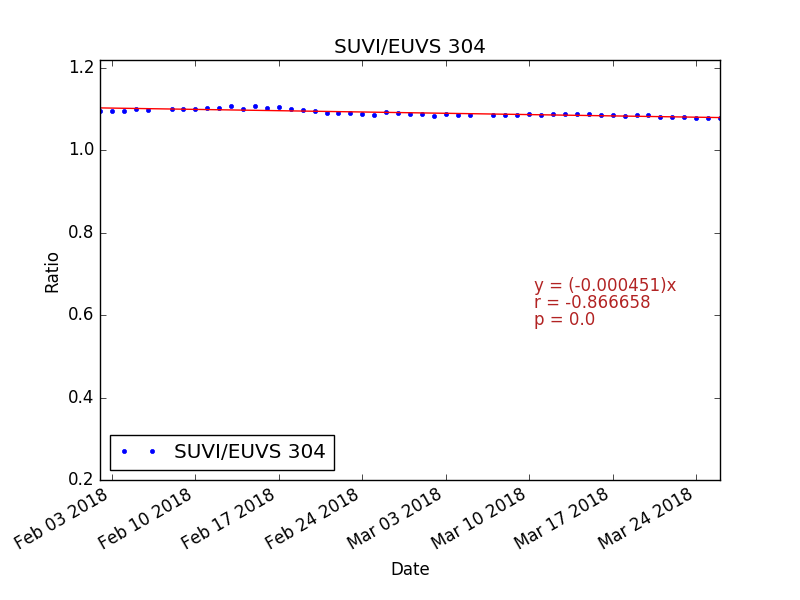 SUVI/EUVS 304
1.2
1.0
0.8
0.6
0.4
0.2
Ratio
y = (-0.000451)x
r = -0.866658
p = 0.0
SUVI/EUVS 304
Feb 03 2018
Feb 10 2018
Feb 17 2018
Feb 24 2018
Mar 03 2018
Mar 10 2018
Mar 17 2018
Mar 24 2018
Date